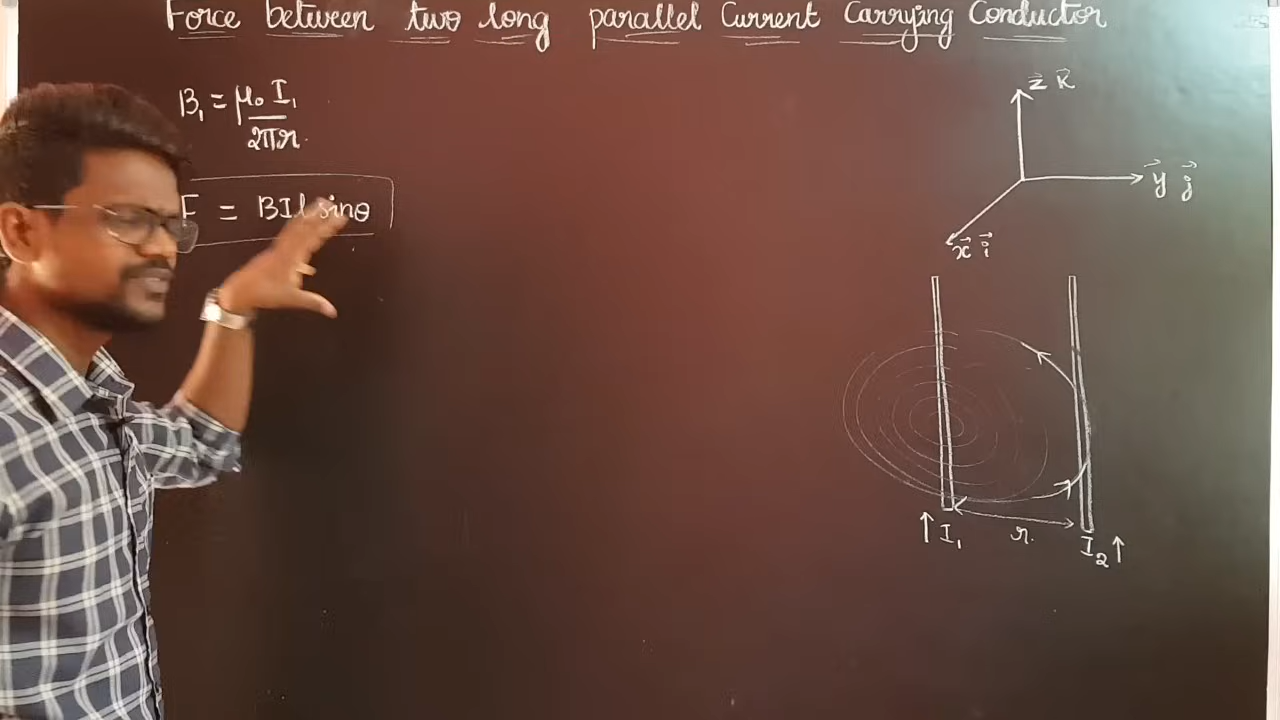 Force between two long parallel Current Carrying Conductor
B₁ = μ₀ I₁ / 2πr
F = BIl sinθ
z⃗ k⃗
y⃗ j⃗
x⃗ i⃗
↑ I₁
r
I₂ ↑